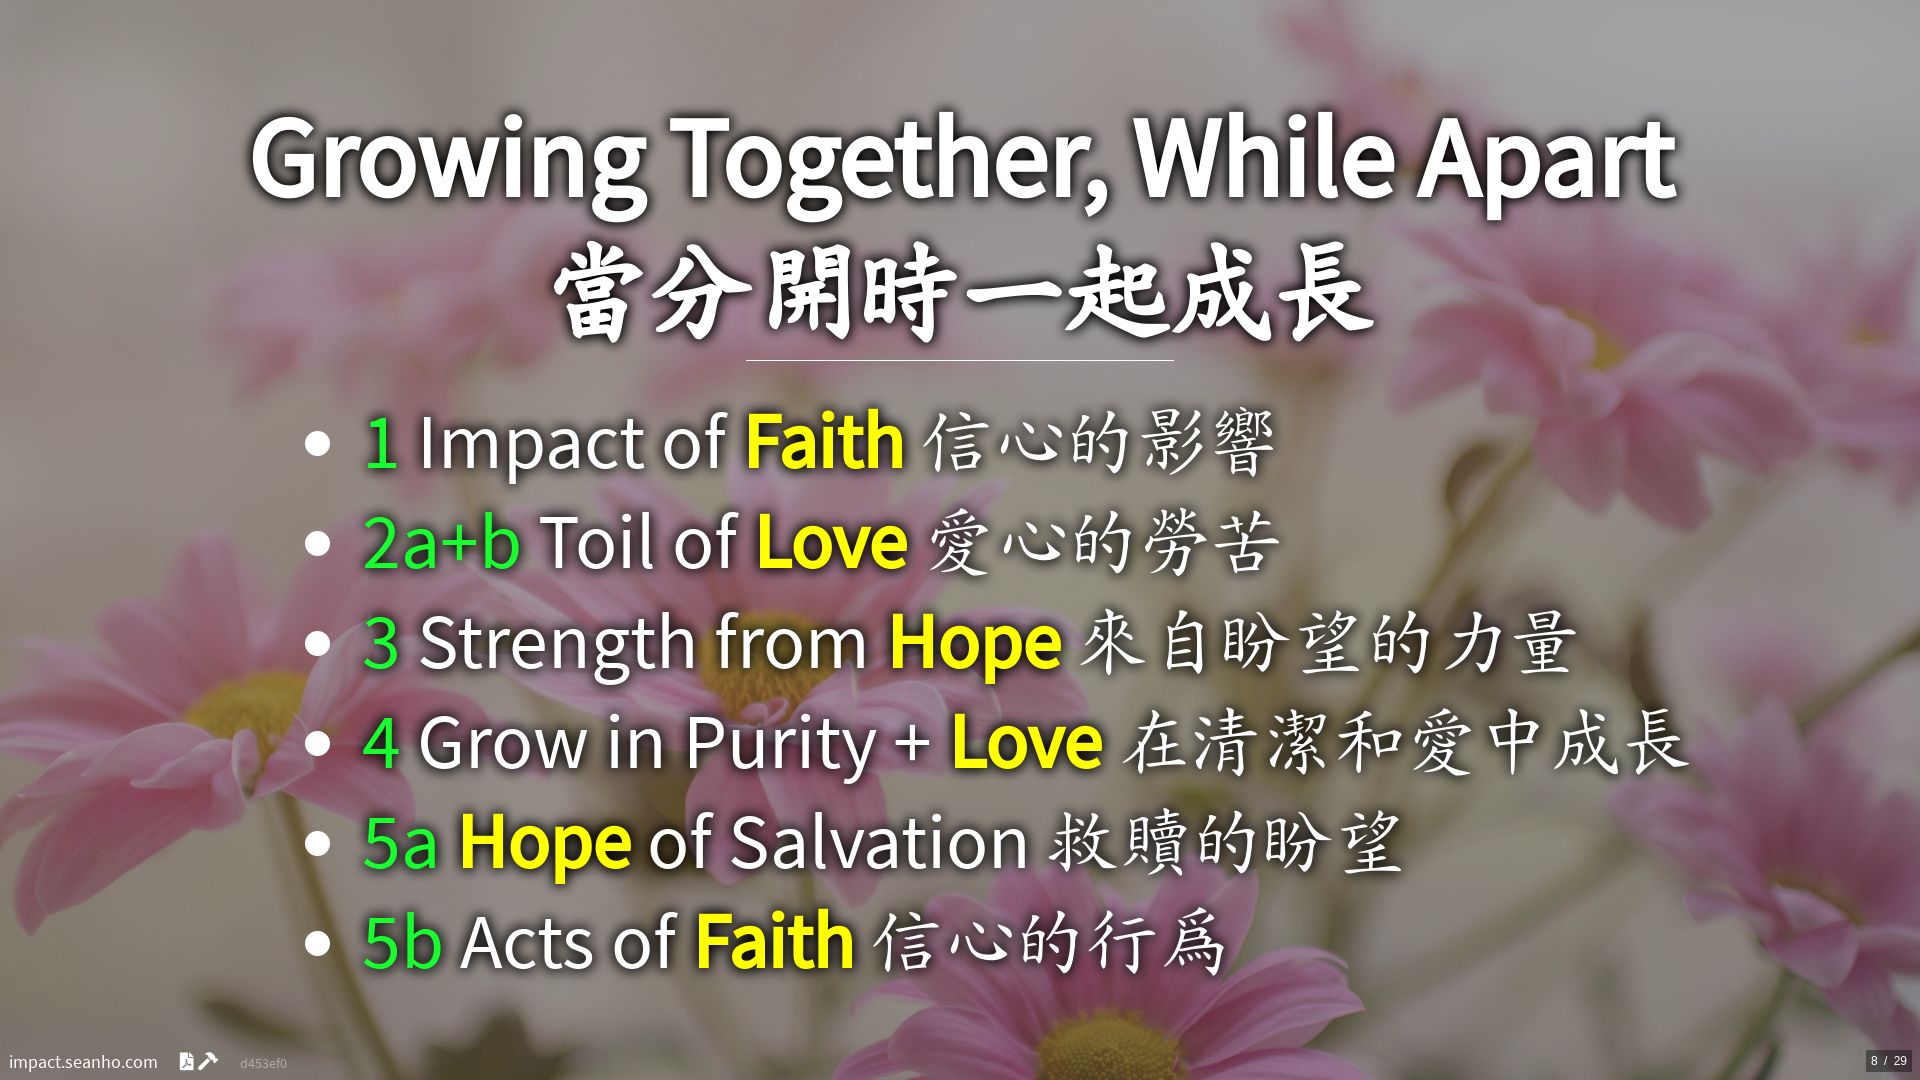 Growing Together, While Apart
當分開時一起成長
1 Impact of Faith 信心的影響
2a+b Toil of Love 愛心的勞苦
3 Strength from Hope 來自盼望的力量
4 Grow in Purity + Love 在清潔和愛中成長
5a Hope of Salvation 救贖的盼望
5b Acts of Faith 信心的行爲
impact.seanho.com
d453ef0
8 / 29